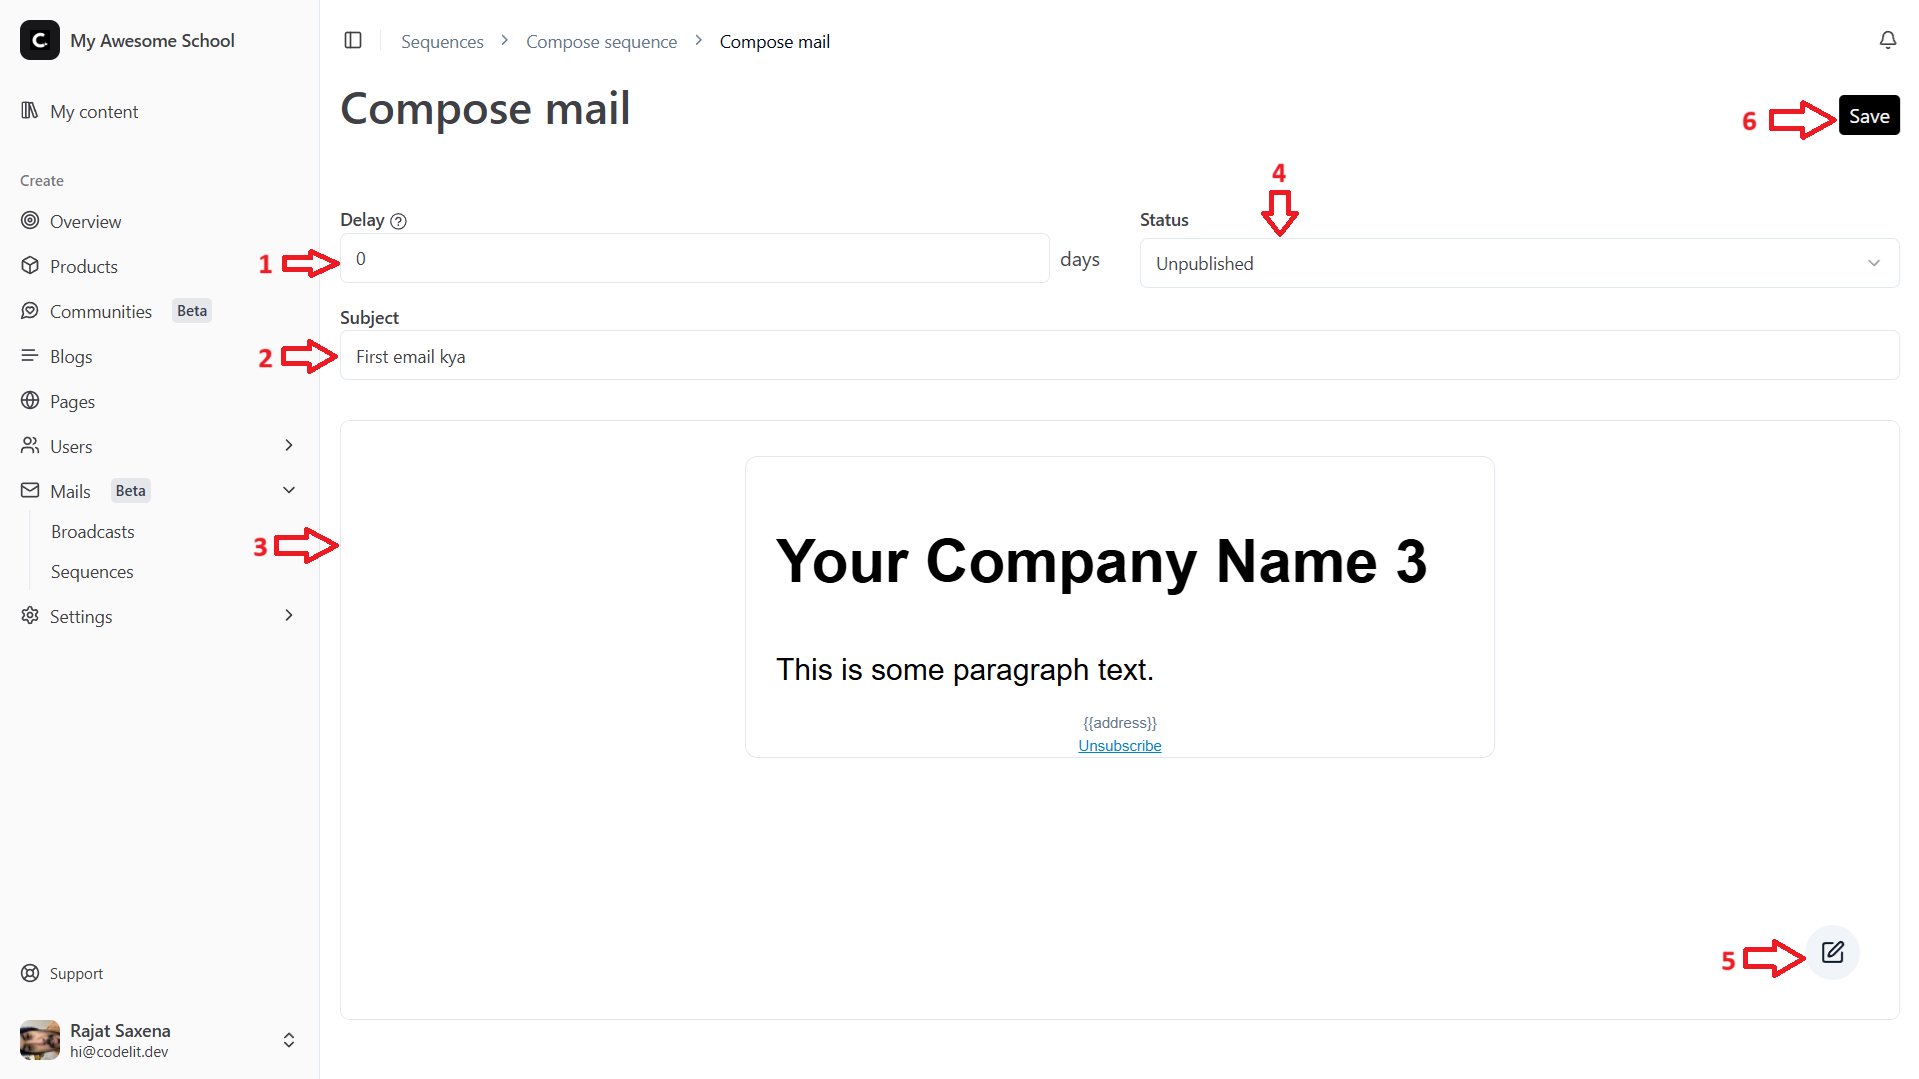 C.
My Awesome School
My content
Create
Overview
Products
Communities Beta
Blogs
Pages
Users
Mails Beta
Broadcasts
Sequences
Settings
Support
Rajat Saxena
hi@codelit.dev
Sequences > Compose sequence > Compose mail
Compose mail
6
Save
4
Delay ?
1
0
days
Status
Unpublished
Subject
2
First email kya
3
Your Company Name 3
This is some paragraph text.
{{address}}
Unsubscribe
5